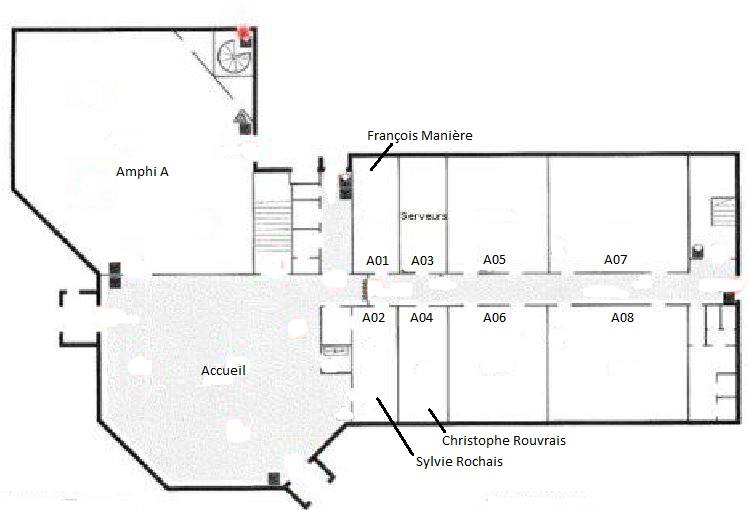 François Manière
Amphi A
Serveurs
A01
A03
A05
A07
A02
A04
A06
A08
Accueil
Christophe Rouvrais
Sylvie Rochais